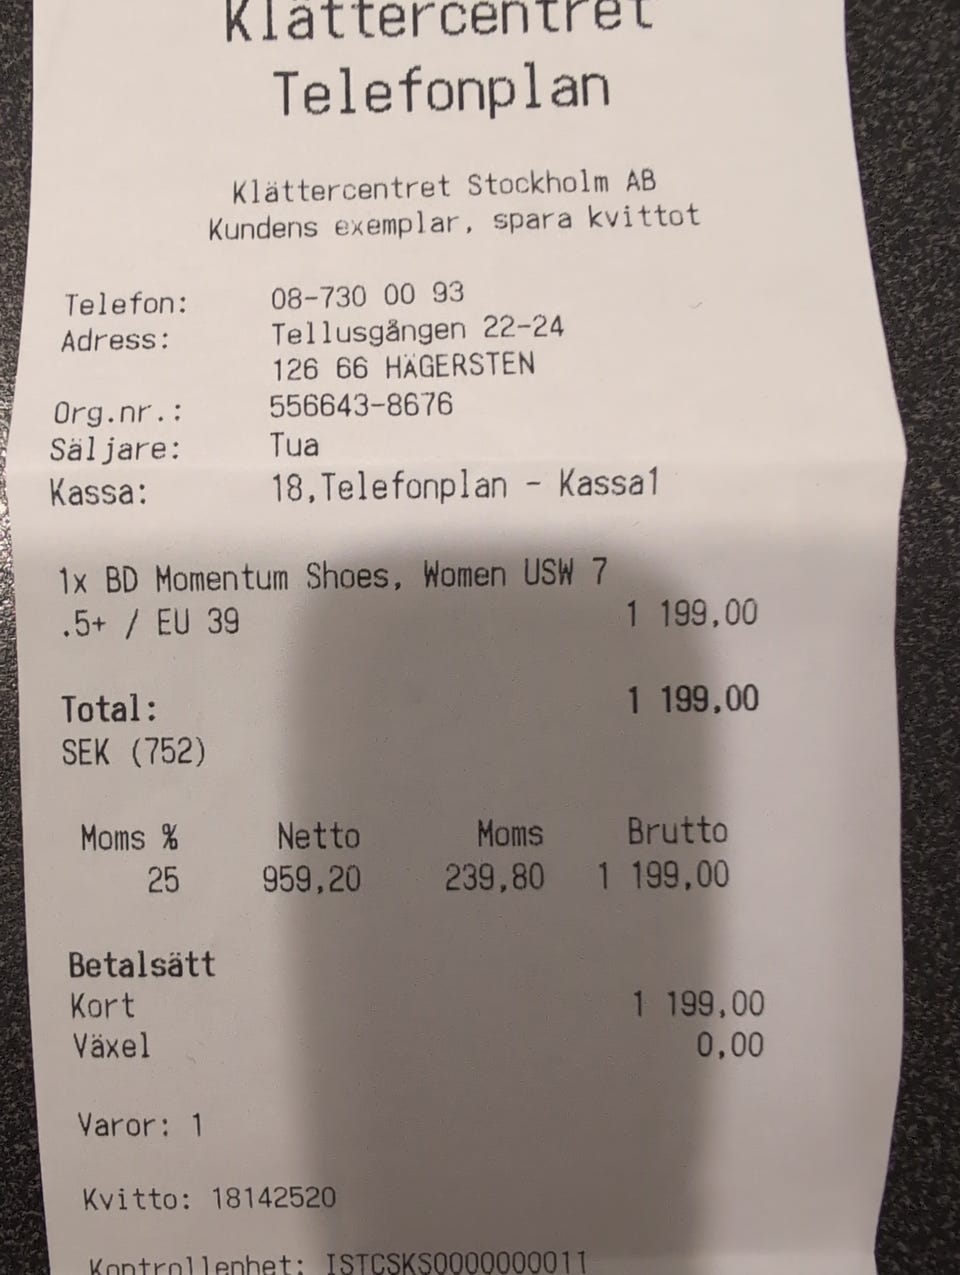 Klättercentret
Telefonplan
Klättercentret Stockholm AB
Kundens exemplar, spara kvittot
Telefon: 08-730 00 93
Adress: Tellusgången 22-24
126 66 HÄGERSTEN
Org.nr.: 556643-8676
Säljare: Tua
Kassa: 18,Telefonplan - Kassa1
1x BD Momentum Shoes, Women USW 7
.5+ / EU 39 1 199,00
Total: 1 199,00
SEK (752)
Moms % Netto Moms Brutto
25 959,20 239,80 1 199,00
Betalsätt
Kort 1 199,00
Växel 0,00
Varor: 1
Kvitto: 18142520
Kontrollenhet: ISTCSKS0000000011